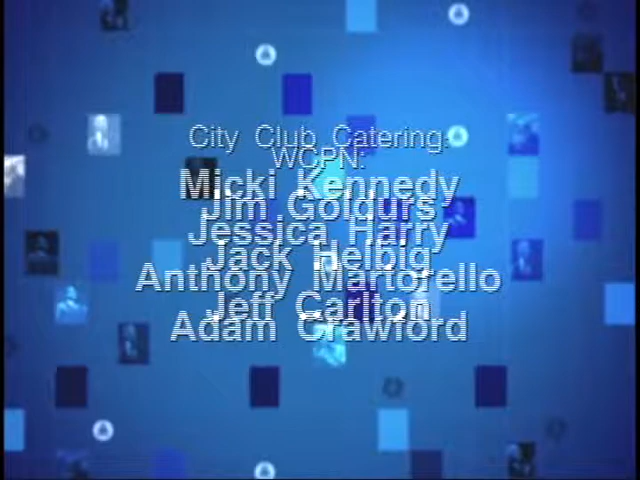 City Club Catering:
WCPN:
Micki Kennedy
Jim Goldurs
Jessica Harry
Jack Helbig
Anthony Martorello
Jeff Carlton
Adam Crawford